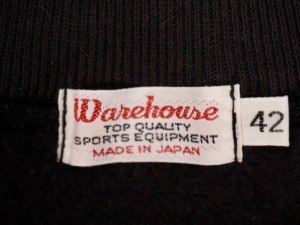 Warehouse
TOP QUALITY
SPORTS EQUIPMENT
MADE IN JAPAN
42